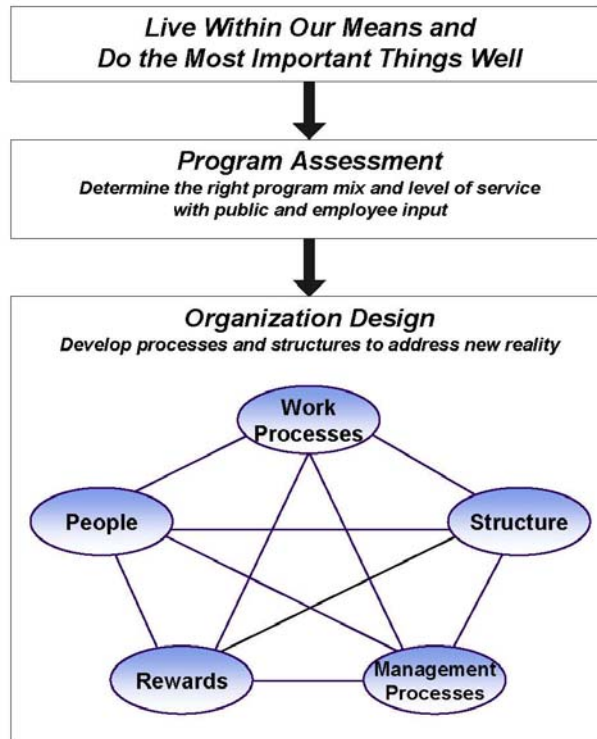 Live Within Our Means and
Do the Most Important Things Well
Program Assessment
Determine the right program mix and level of service
with public and employee input
Organization Design
Develop processes and structures to address new reality
Work
Processes
People
Structure
Rewards
Management
Processes